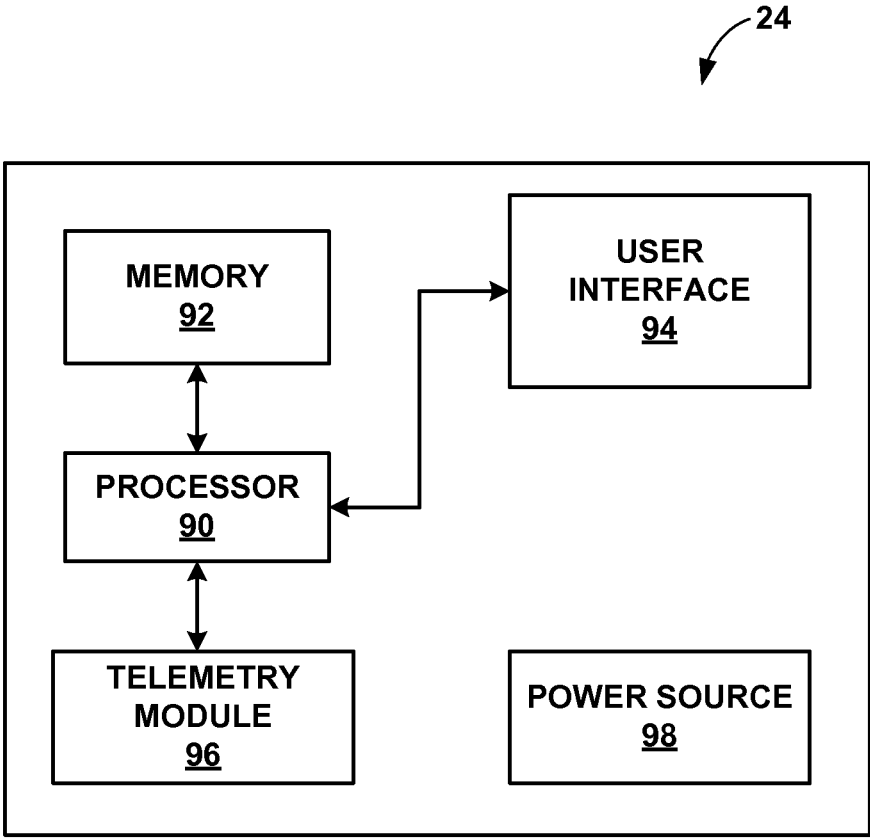 24
MEMORY
92
USER
INTERFACE
94
PROCESSOR
90
TELEMETRY
MODULE
96
POWER SOURCE
98